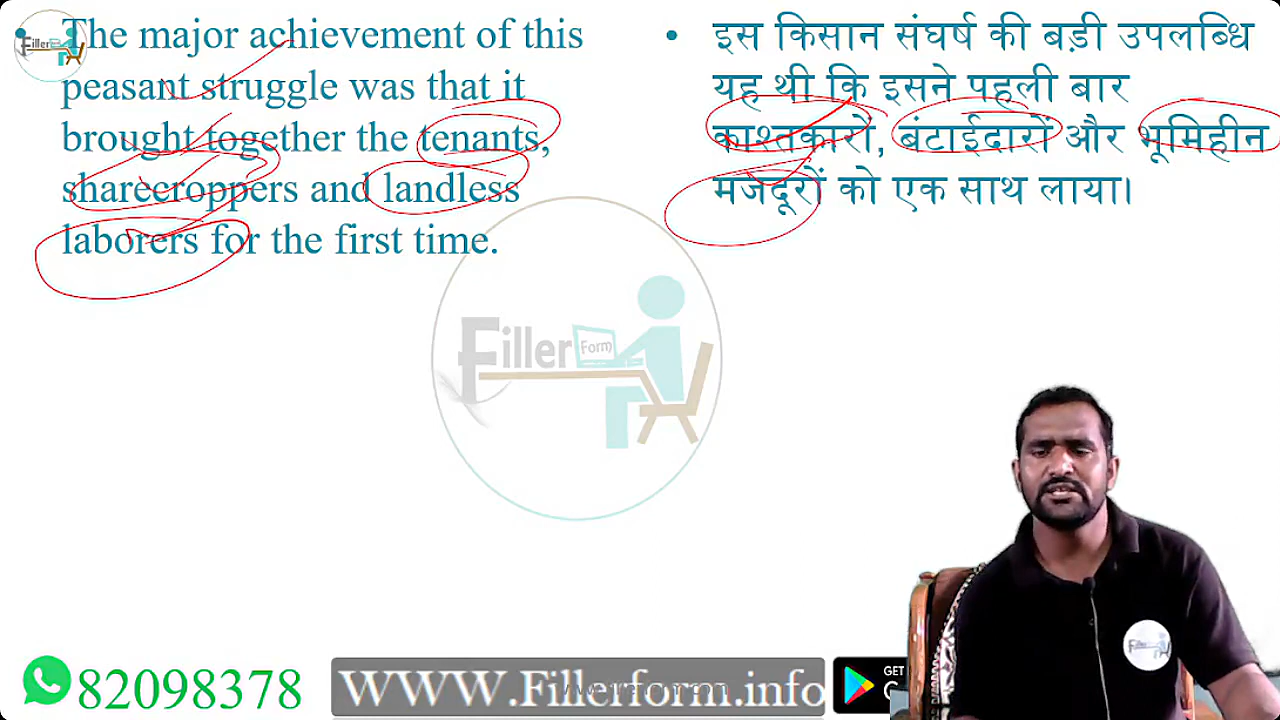 The major achievement of this
peasant struggle was that it
brought together the tenants,
sharecroppers and landless
laborers for the first time.
इस किसान संघर्ष की बड़ी उपलब्धि
यह थी कि इसने पहली बार
काश्तकारों, बंटाईदारों और भूमिहीन
मजदूरों को एक साथ लाया।
Filler Form
82098378
WWW.Fillerform.info
GET